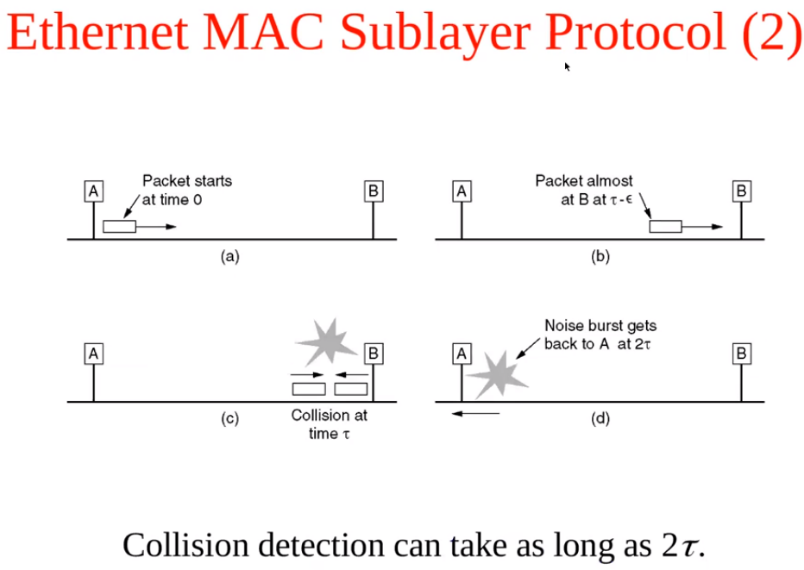 Ethernet MAC Sublayer Protocol (2)
A
Packet starts
at time 0
B
(a)
A
Packet almost
at B at τ-ϵ
B
(b)
A
B
Collision at
time τ
(c)
A
Noise burst gets
back to A at 2τ
B
(d)
Collision detection can take as long as 2τ.